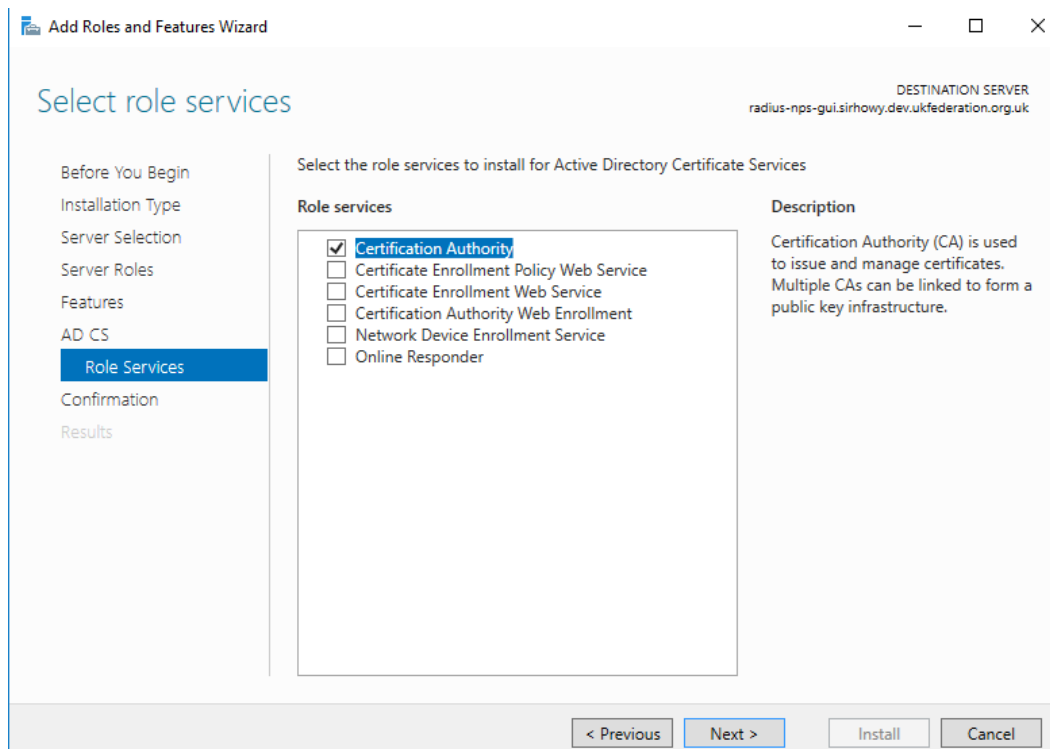 Add Roles and Features Wizard
Select role services
DESTINATION SERVER
radius-nps-gui.sirhowy.dev.ukfederation.org.uk
Before You Begin
Installation Type
Server Selection
Server Roles
Features
AD CS
Role Services
Confirmation
Results
Select the role services to install for Active Directory Certificate Services
Role services
Certification Authority
Certificate Enrollment Policy Web Service
Certificate Enrollment Web Service
Certification Authority Web Enrollment
Network Device Enrollment Service
Online Responder
Description
Certification Authority (CA) is used
to issue and manage certificates.
Multiple CAs can be linked to form a
public key infrastructure.
< Previous
Next >
Install
Cancel